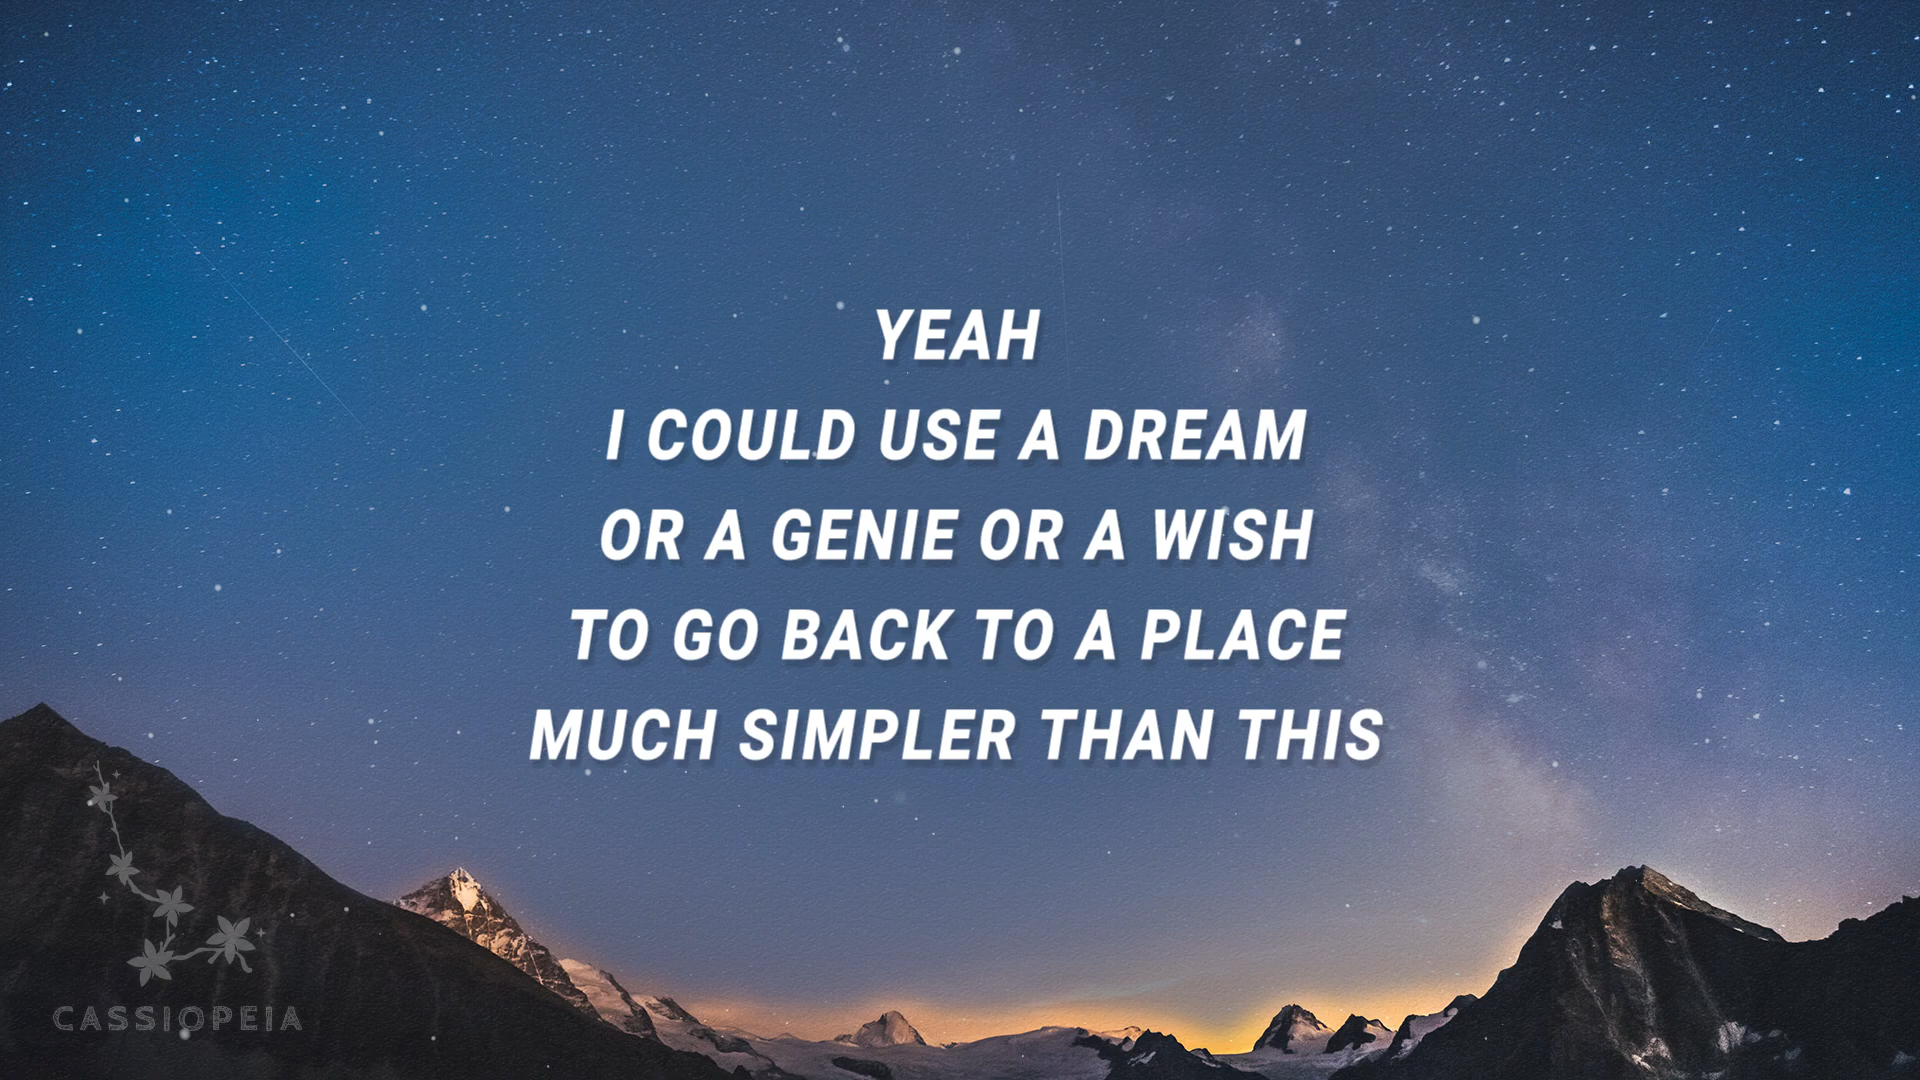 YEAH
I COULD USE A DREAM
OR A GENIE OR A WISH
TO GO BACK TO A PLACE
MUCH SIMPLER THAN THIS
CASSIOPEIA